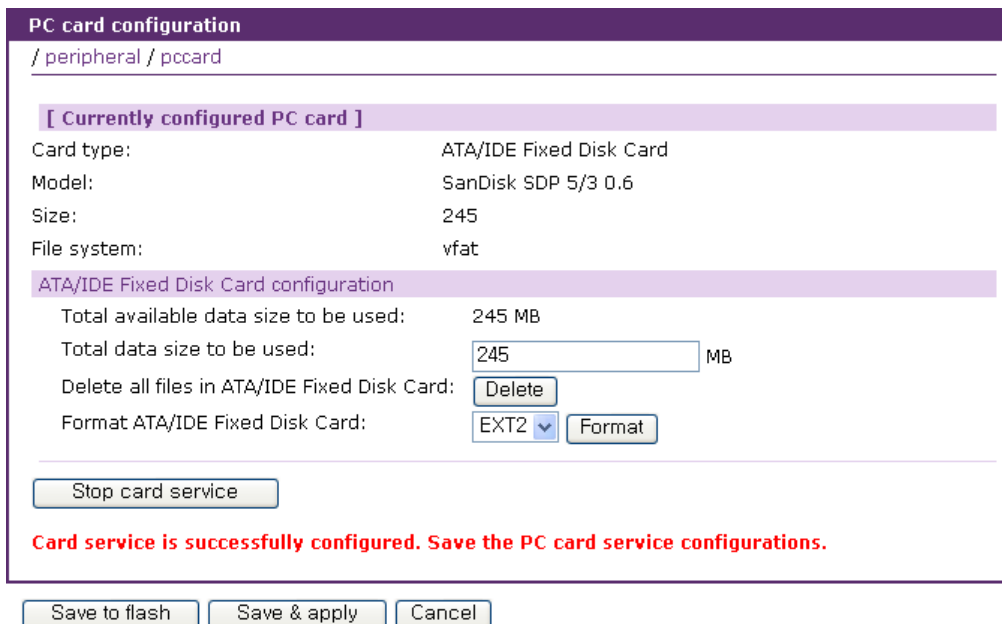 PC card configuration
/ peripheral / pccard
[ Currently configured PC card ]
Card type: ATA/IDE Fixed Disk Card
Model: SanDisk SDP 5/3 0.6
Size: 245
File system: vfat
ATA/IDE Fixed Disk Card configuration
Total available data size to be used: 245 MB
Total data size to be used: 245 MB
Delete all files in ATA/IDE Fixed Disk Card: Delete
Format ATA/IDE Fixed Disk Card: EXT2 Format
Stop card service
Card service is successfully configured. Save the PC card service configurations.
Save to flash Save & apply Cancel